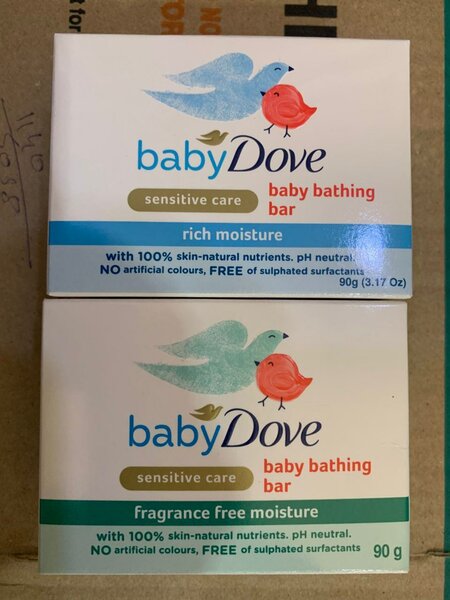 baby Dove
sensitive care
baby bathing
bar
rich moisture
with 100% skin-natural nutrients. pH neutral.
NO artificial colours, FREE of sulphated surfactants
90g (3.17 Oz)
baby Dove
sensitive care
baby bathing
bar
fragrance free moisture
with 100% skin-natural nutrients. pH neutral.
NO artificial colours, FREE of sulphated surfactants
90 g